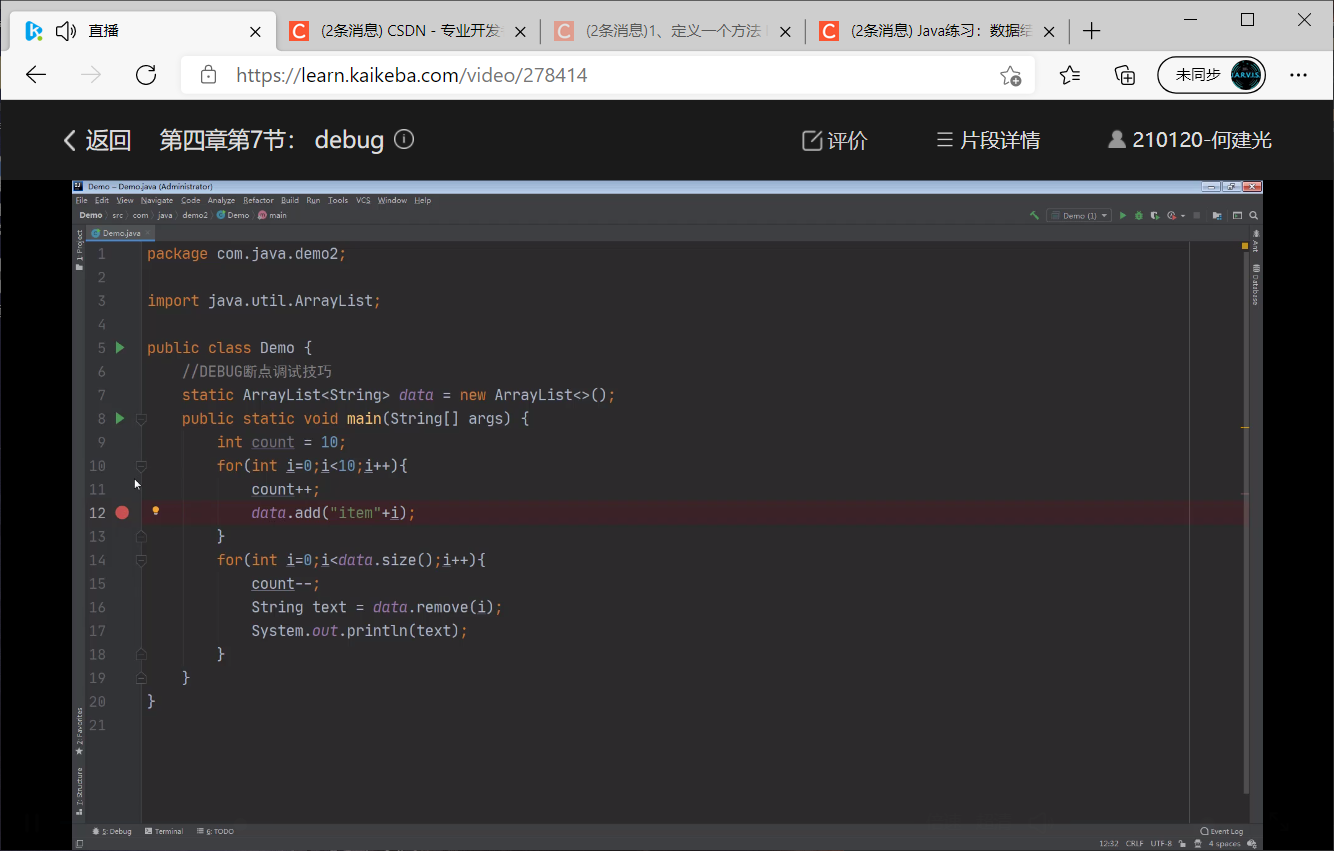 直播
(2条消息) CSDN - 专业开发
(2条消息)1、定义一个方法
(2条消息) Java练习：数据结
https://learn.kaikeba.com/video/278414
未同步
J.A.R.V.I.S.
返回
第四章第7节： debug
评价
片段详情
210120-何建光
Demo – Demo.java (Administrator)
File Edit View Navigate Code Analyze Refactor Build Run Tools VCS Window Help
Demo src com java demo2 Demo main
Demo (1)
Demo.java
1: Project
Ant
Database
1 package com.java.demo2;
2
3 import java.util.ArrayList;
4
5 public class Demo {
6 //DEBUG断点调试技巧
7 static ArrayList<String> data = new ArrayList<>();
8 public static void main(String[] args) {
9 int count = 10;
10 for(int i=0;i<10;i++){
11 count++;
12 data.add("item"+i);
13 }
14 for(int i=0;i<data.size();i++){
15 count--;
16 String text = data.remove(i);
17 System.out.println(text);
18 }
19 }
20 }
21
2: Favorites
7: Structure
5: Debug Terminal 6: TODO
Event Log
12:32 CRLF UTF-8 4 spaces